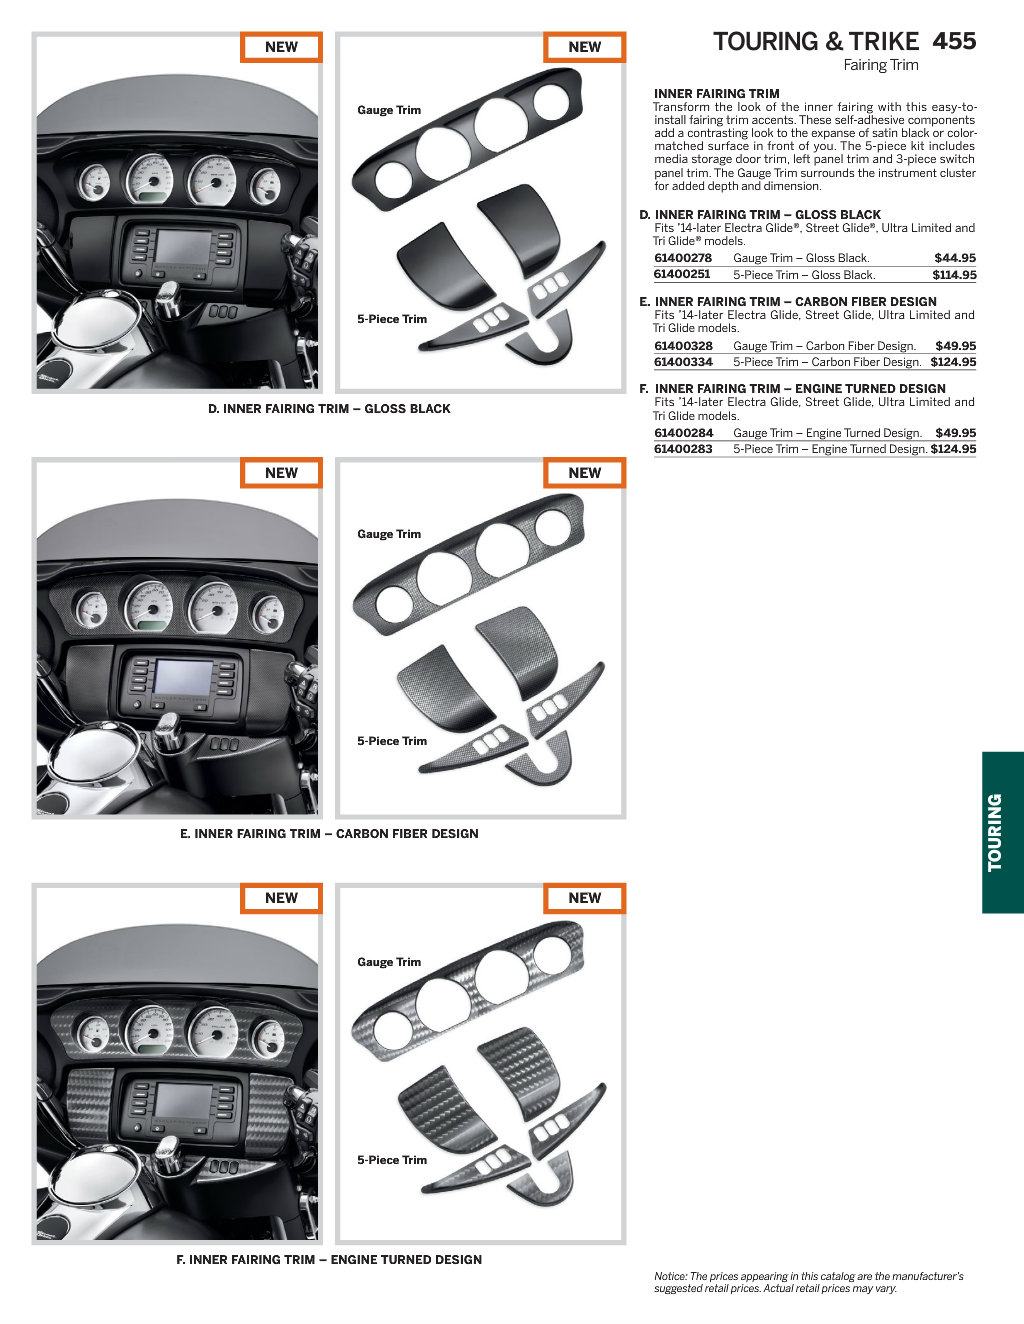 TOURING & TRIKE 455
Fairing Trim
NEW
NEW
Gauge Trim
5-Piece Trim
D. INNER FAIRING TRIM – GLOSS BLACK
NEW
NEW
Gauge Trim
5-Piece Trim
E. INNER FAIRING TRIM – CARBON FIBER DESIGN
NEW
NEW
Gauge Trim
5-Piece Trim
F. INNER FAIRING TRIM – ENGINE TURNED DESIGN
INNER FAIRING TRIM
Transform the look of the inner fairing with this easy-to-
install fairing trim accents. These self-adhesive components
add a contrasting look to the expanse of satin black or color-
matched surface in front of you. The 5-piece kit includes
media storage door trim, left panel trim and 3-piece switch
panel trim. The Gauge Trim surrounds the instrument cluster
for added depth and dimension.
D. INNER FAIRING TRIM – GLOSS BLACK
Fits ’14-later Electra Glide®, Street Glide®, Ultra Limited and
Tri Glide® models.
61400278 Gauge Trim – Gloss Black. $44.95
61400251 5-Piece Trim – Gloss Black. $114.95
E. INNER FAIRING TRIM – CARBON FIBER DESIGN
Fits ’14-later Electra Glide, Street Glide, Ultra Limited and
Tri Glide models.
61400328 Gauge Trim – Carbon Fiber Design. $49.95
61400334 5-Piece Trim – Carbon Fiber Design. $124.95
F. INNER FAIRING TRIM – ENGINE TURNED DESIGN
Fits ’14-later Electra Glide, Street Glide, Ultra Limited and
Tri Glide models.
61400284 Gauge Trim – Engine Turned Design. $49.95
61400283 5-Piece Trim – Engine Turned Design. $124.95
TOURING
Notice: The prices appearing in this catalog are the manufacturer’s
suggested retail prices. Actual retail prices may vary.